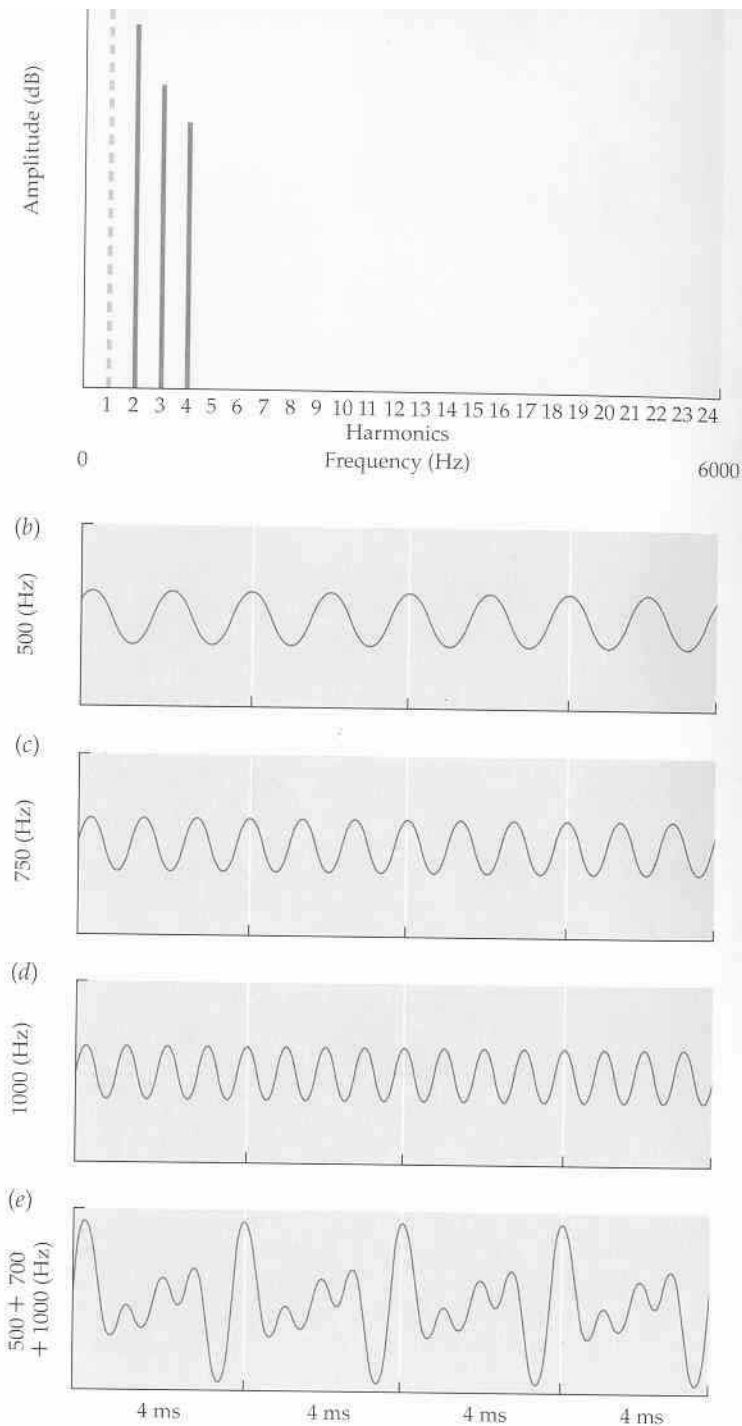 Amplitude (dB)
1 2 3 4 5 6 7 8 9 10 11 12 13 14 15 16 17 18 19 20 21 22 23 24
Harmonics
0 Frequency (Hz) 6000
(b)
500 (Hz)
(c)
750 (Hz)
(d)
1000 (Hz)
(e)
500 + 700
+ 1000 (Hz)
4 ms 4 ms 4 ms 4 ms